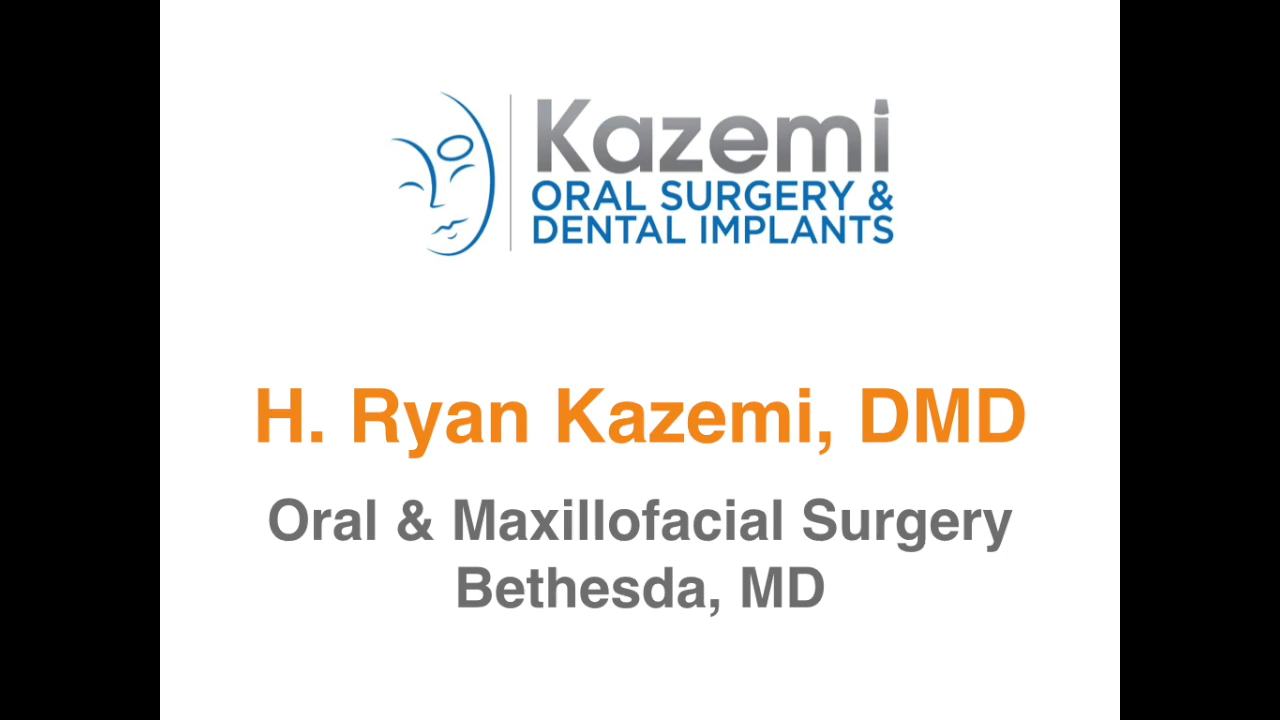 Kazemi
ORAL SURGERY &
DENTAL IMPLANTS
H. Ryan Kazemi, DMD
Oral & Maxillofacial Surgery
Bethesda, MD